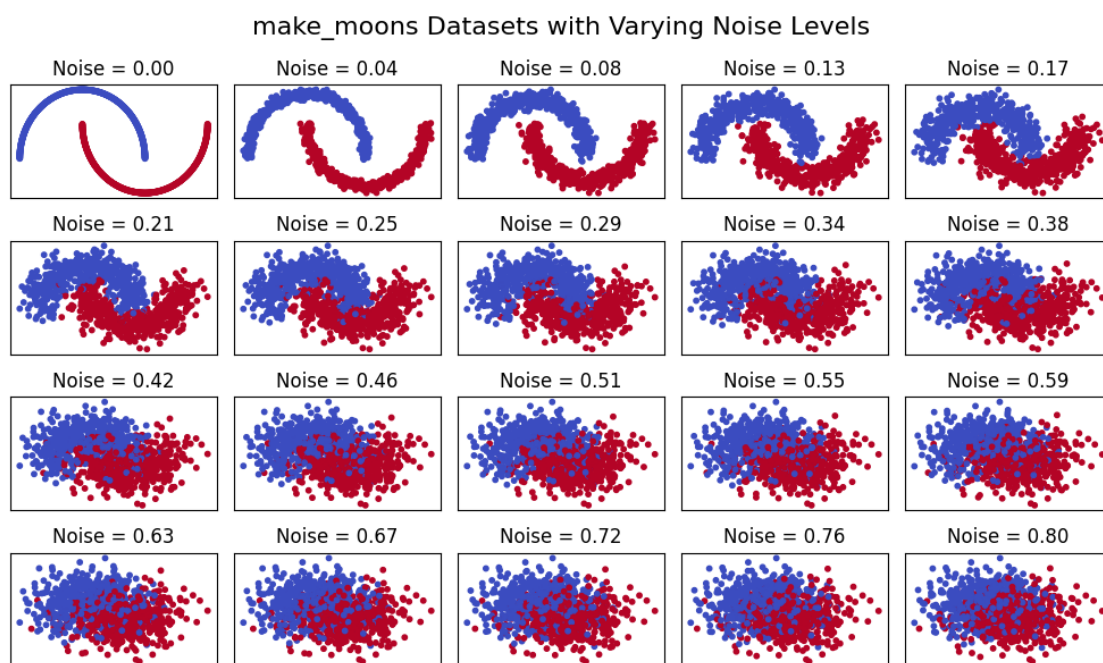 make_moons Datasets with Varying Noise Levels
Noise = 0.00
Noise = 0.04
Noise = 0.08
Noise = 0.13
Noise = 0.17
Noise = 0.21
Noise = 0.25
Noise = 0.29
Noise = 0.34
Noise = 0.38
Noise = 0.42
Noise = 0.46
Noise = 0.51
Noise = 0.55
Noise = 0.59
Noise = 0.63
Noise = 0.67
Noise = 0.72
Noise = 0.76
Noise = 0.80